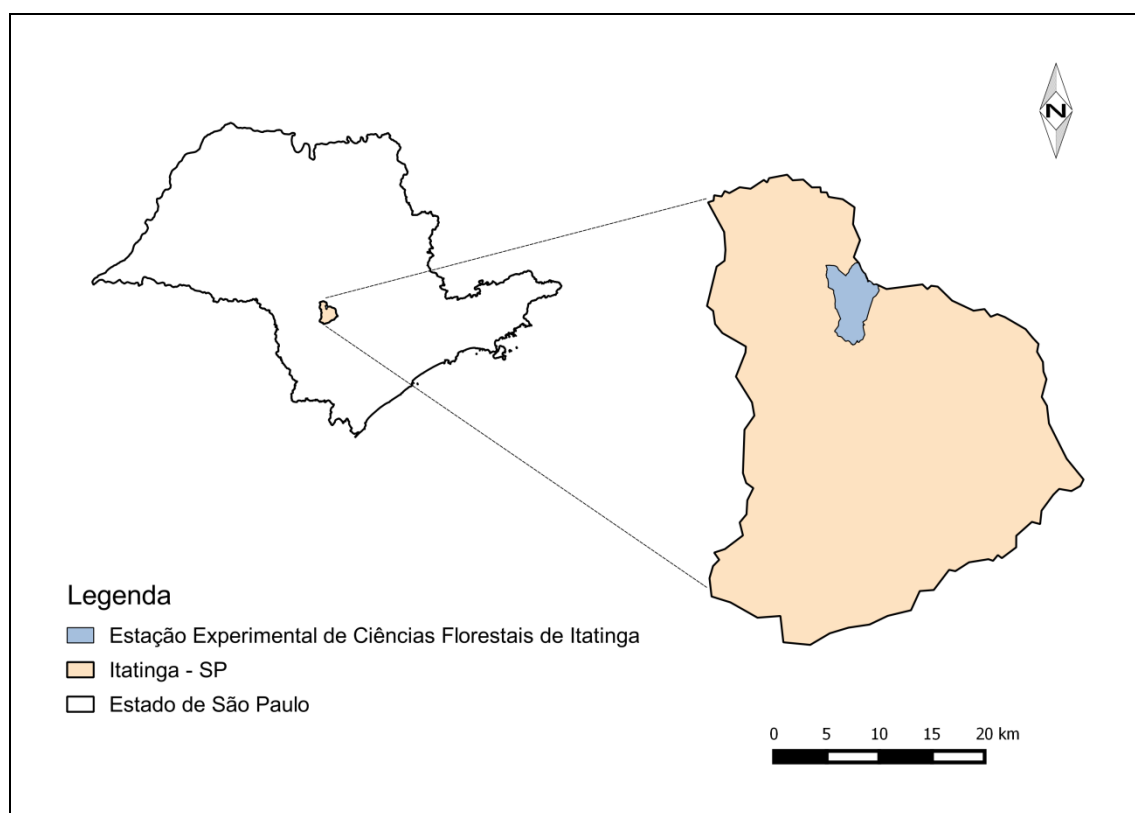 N
Legenda
Estação Experimental de Ciências Florestais de Itatinga
Itatinga - SP
Estado de São Paulo
0 5 10 15 20 km